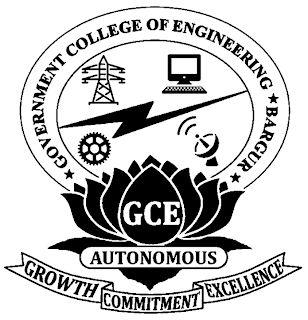 ★ GOVERNMENT COLLEGE OF ENGINEERING ★ BARGUR ★
GCE
AUTONOMOUS
GROWTH COMMITMENT EXCELLENCE